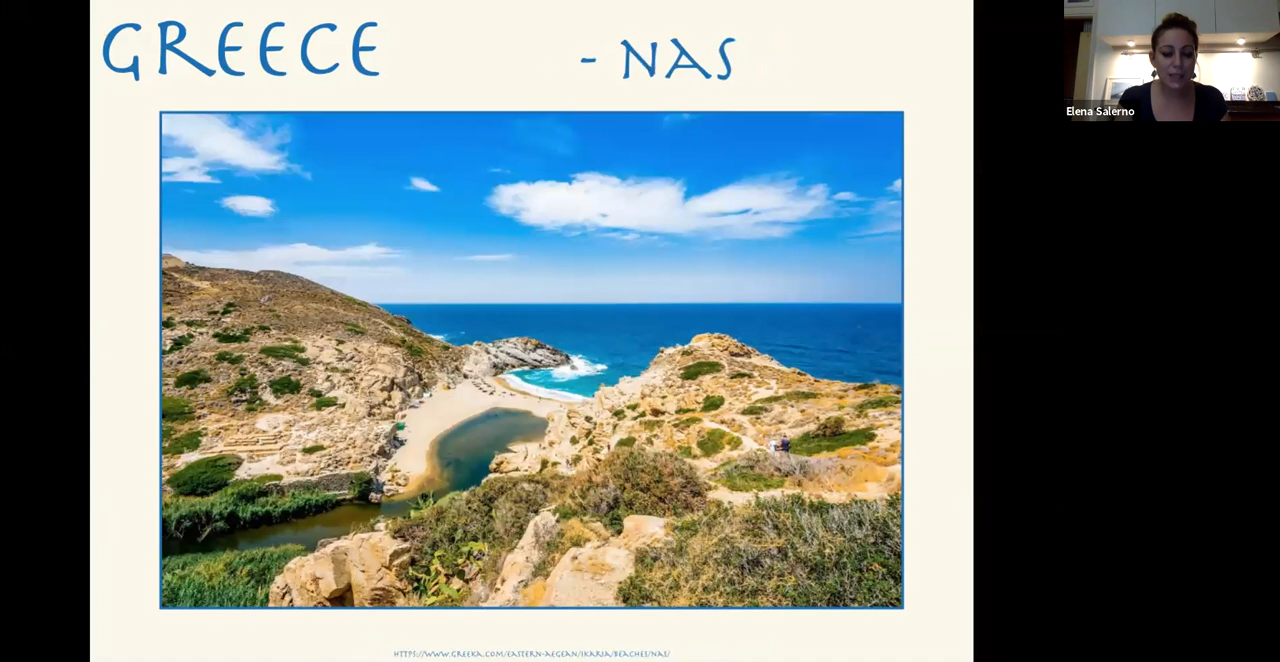 GREECE - NAS
Elena Salerno
HTTPS://WWW.GREEKA.COM/EASTERN-AEGEAN/IKARIA/BEACHES/NAS/